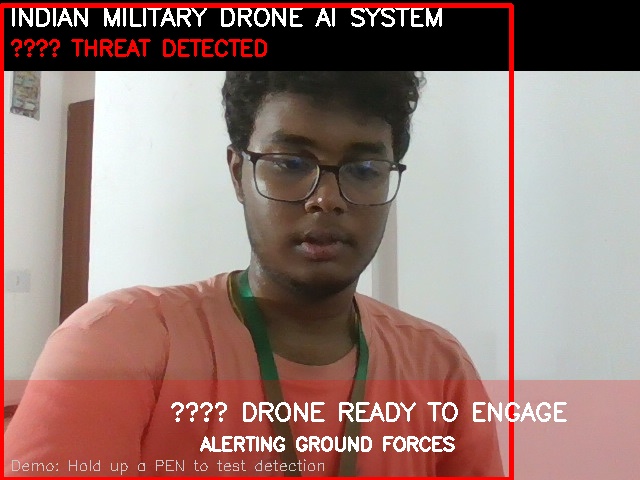 INDIAN MILITARY DRONE AI SYSTEM
???? THREAT DETECTED
???? DRONE READY TO ENGAGE
ALERTING GROUND FORCES
Demo: Hold up a PEN to test detection